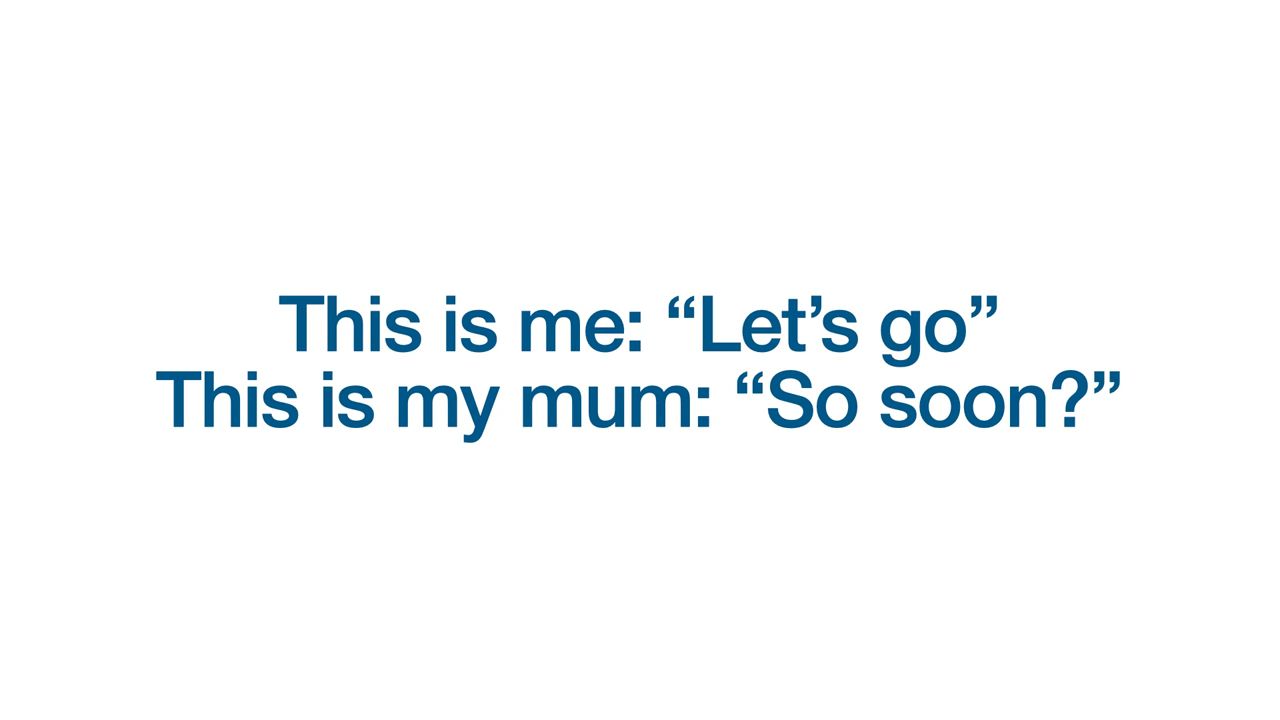 This is me: “Let’s go”
This is my mum: “So soon?”